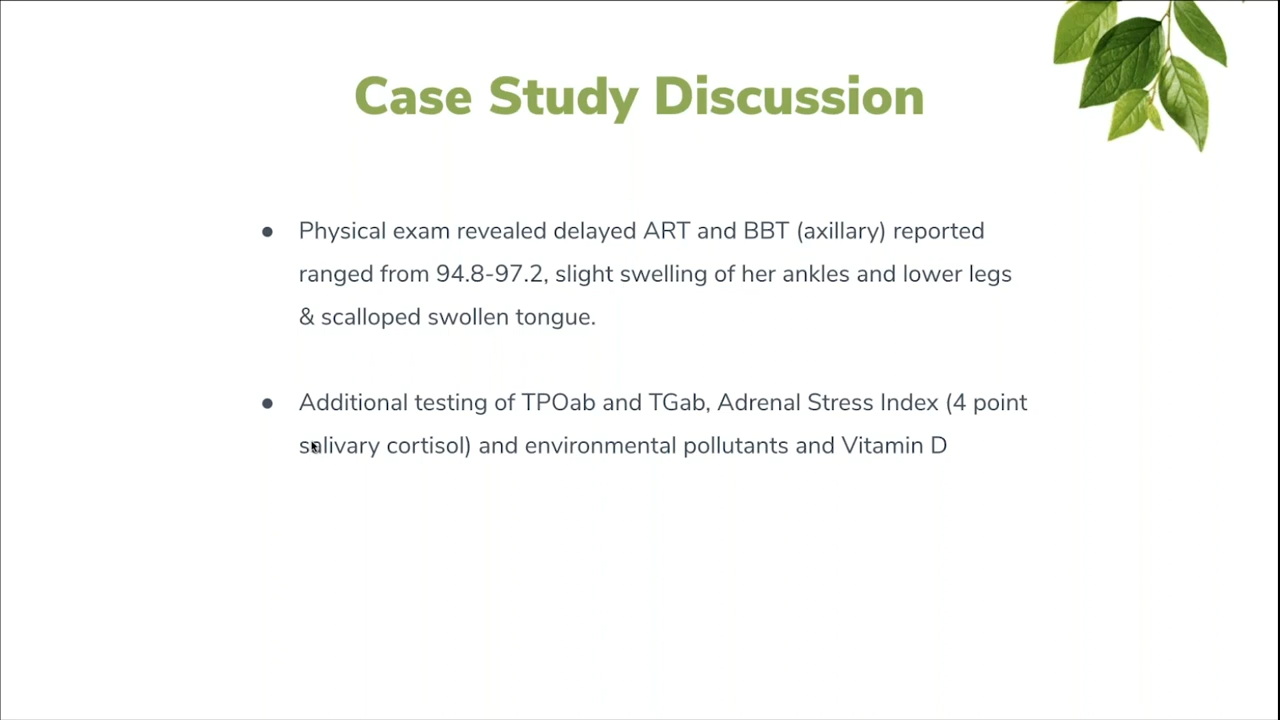 Case Study Discussion
● Physical exam revealed delayed ART and BBT (axillary) reported
ranged from 94.8-97.2, slight swelling of her ankles and lower legs
& scalloped swollen tongue.
● Additional testing of TPOab and TGab, Adrenal Stress Index (4 point
salivary cortisol) and environmental pollutants and Vitamin D